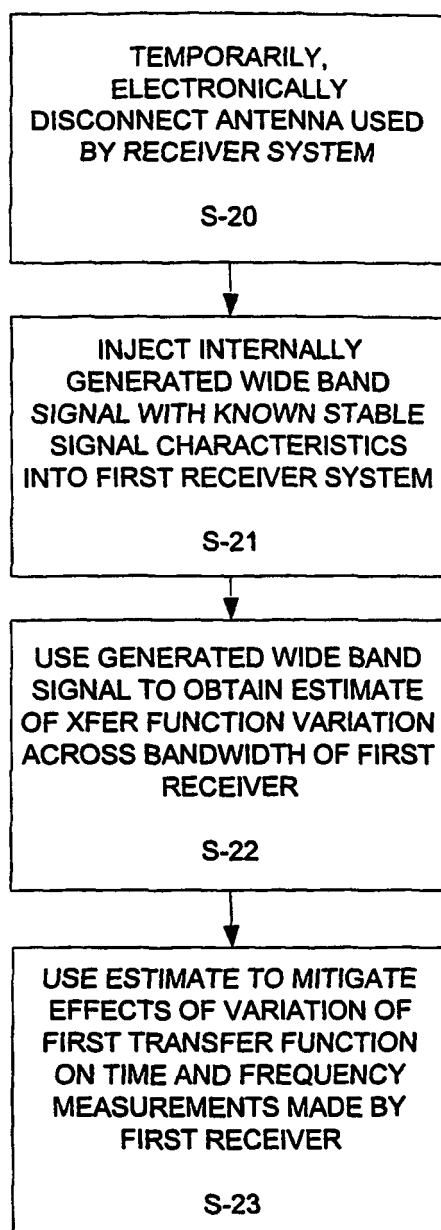 TEMPORARILY,
ELECTRONICALLY
DISCONNECT ANTENNA USED
BY RECEIVER SYSTEM
S-20
INJECT INTERNALLY
GENERATED WIDE BAND
SIGNAL WITH KNOWN STABLE
SIGNAL CHARACTERISTICS
INTO FIRST RECEIVER SYSTEM
S-21
USE GENERATED WIDE BAND
SIGNAL TO OBTAIN ESTIMATE
OF XFER FUNCTION VARIATION
ACROSS BANDWIDTH OF FIRST
RECEIVER
S-22
USE ESTIMATE TO MITIGATE
EFFECTS OF VARIATION OF
FIRST TRANSFER FUNCTION
ON TIME AND FREQUENCY
MEASUREMENTS MADE BY
FIRST RECEIVER
S-23